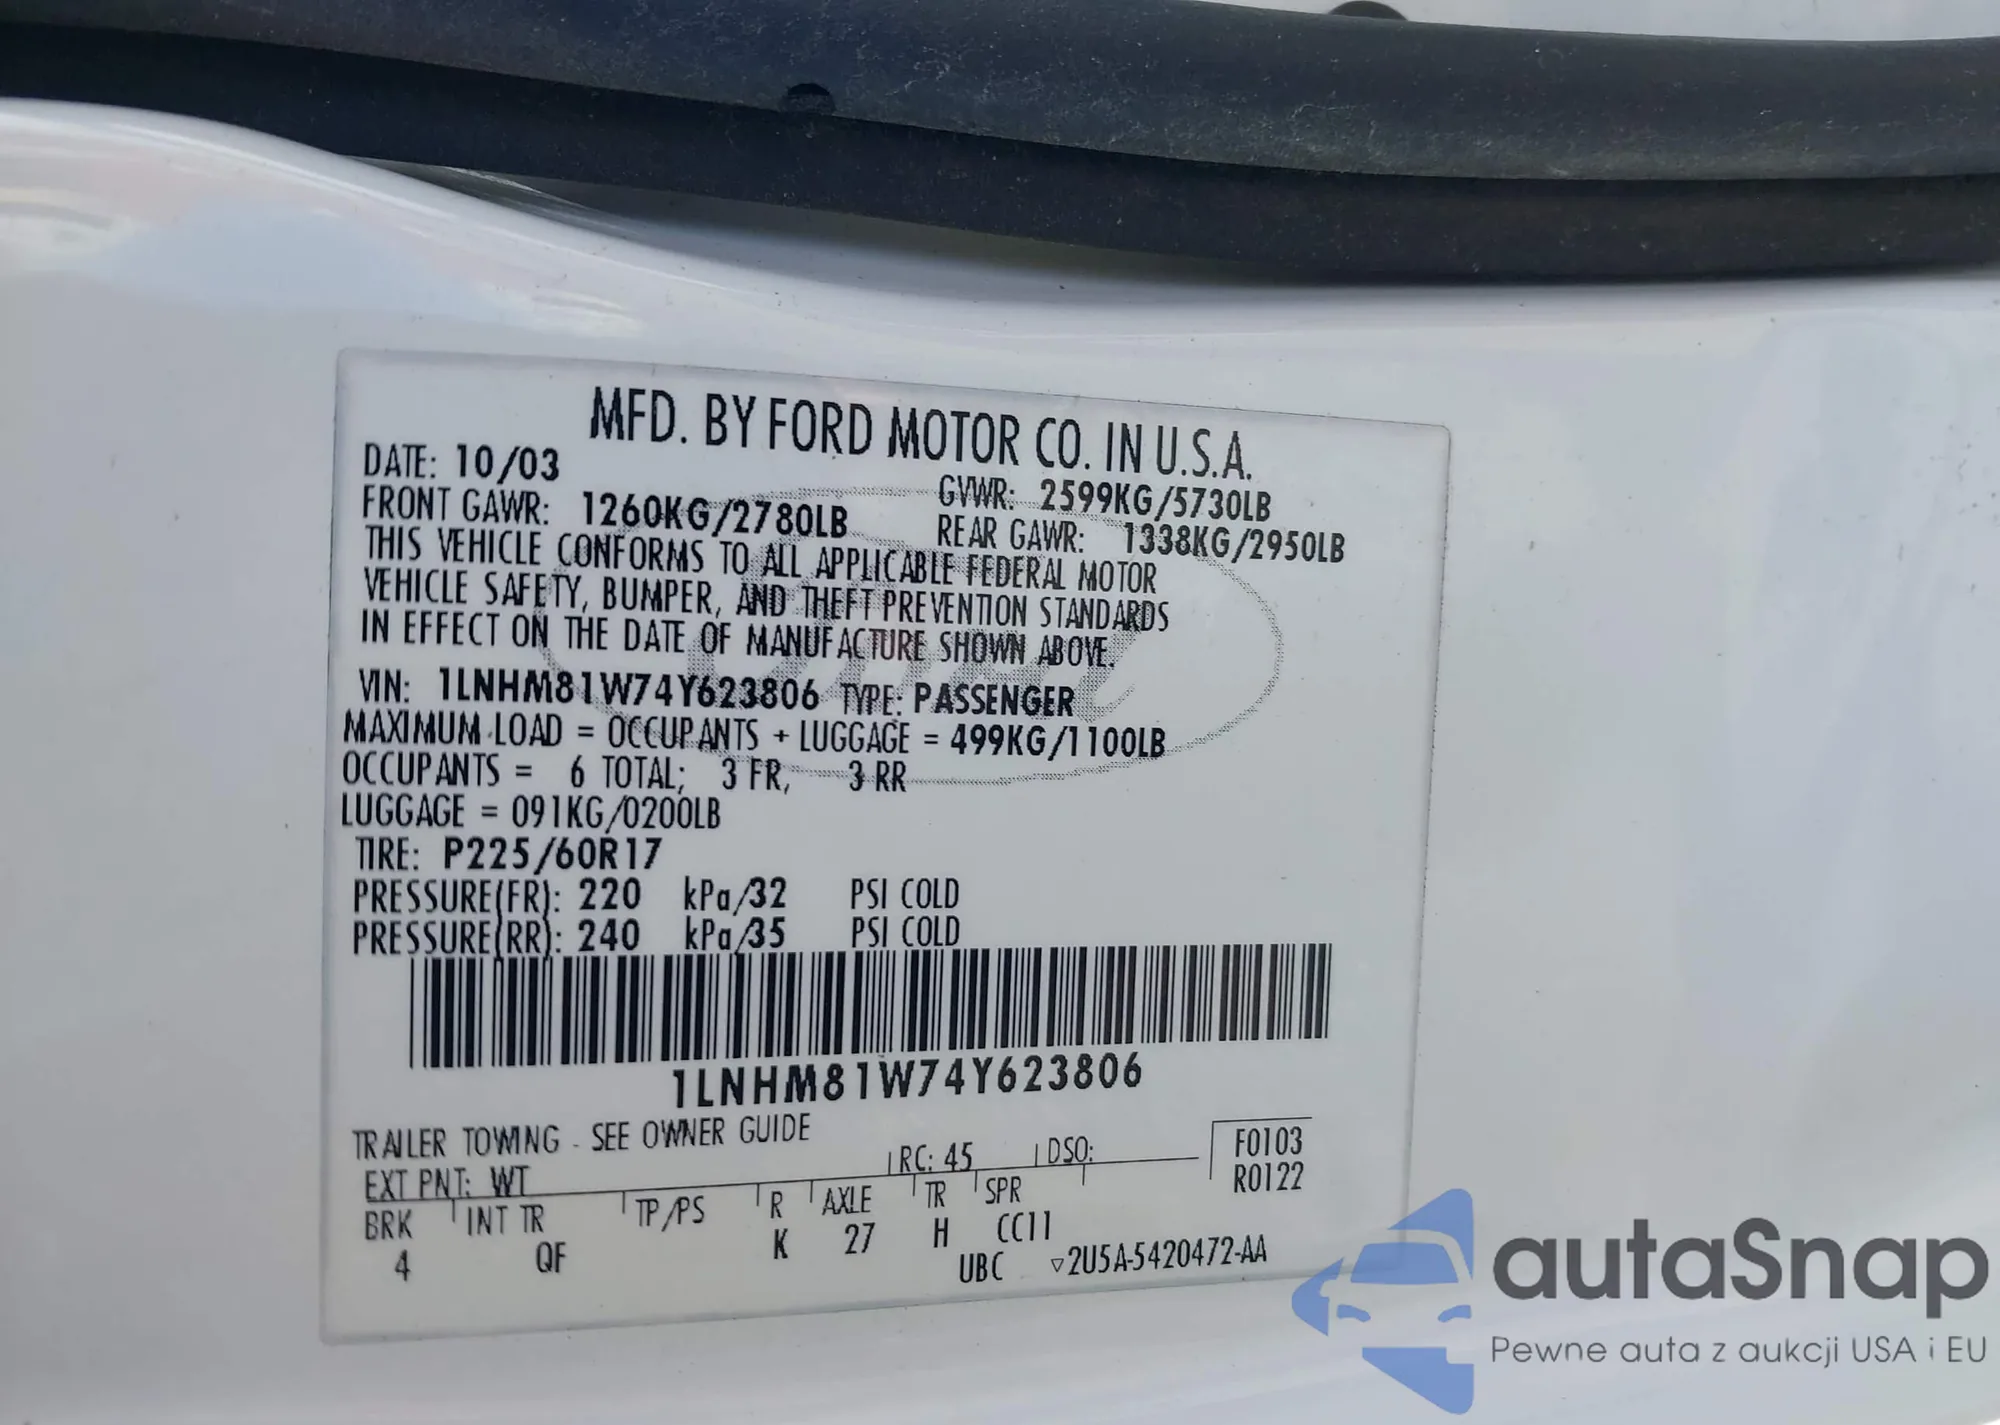 MFD. BY FORD MOTOR CO. IN U.S.A.
DATE: 10/03 GVWR: 2599KG/5730LB
FRONT GAWR: 1260KG/2780LB REAR GAWR: 1338KG/2950LB
THIS VEHICLE CONFORMS TO ALL APPLICABLE FEDERAL MOTOR
VEHICLE SAFETY, BUMPER, AND THEFT PREVENTION STANDARDS
IN EFFECT ON THE DATE OF MANUFACTURE SHOWN ABOVE.
VIN: 1LNHM81W74Y623806 TYPE: PASSENGER
MAXIMUM LOAD = OCCUPANTS + LUGGAGE = 499KG/1100LB
OCCUPANTS = 6 TOTAL; 3 FR, 3 RR
LUGGAGE = 091KG/0200LB
TIRE: P225/60R17
PRESSURE(FR): 220 kPa/32 PSI COLD
PRESSURE(RR): 240 kPa/35 PSI COLD
1LNHM81W74Y623806
TRAILER TOWING - SEE OWNER GUIDE
EXT PNT: WT RC: 45 DSO: F0103
R0122
BRK INT TR TP/PS R AXLE TR SPR
4 QF K 27 H CC11
UBC ▽2U5A-5420472-AA
autaSnap
Pewne auta z aukcji USA i EU